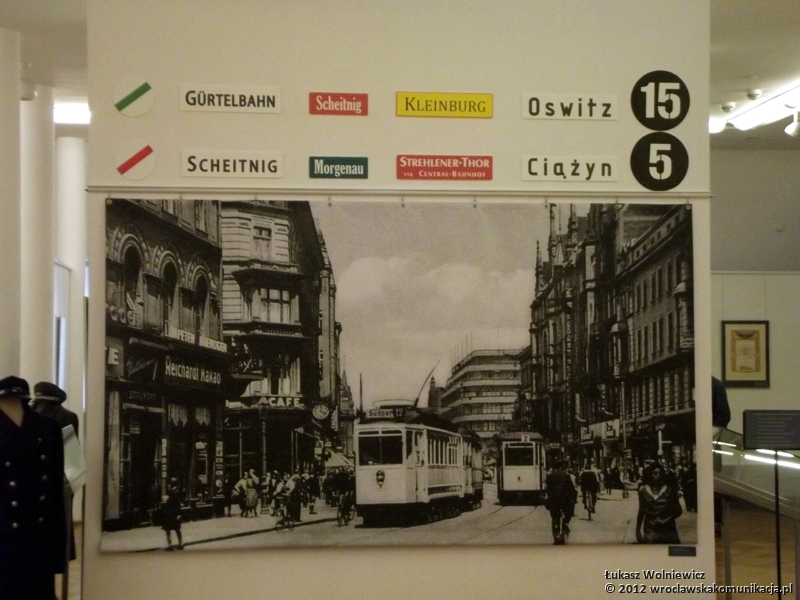 GÜRTELBAHN Scheitnig KLEINBURG Oswitz 15
SCHEITNIG Morgenau STREHLENER-THOR Ciążyn 5
VIA CENTRAL-BAHNHOF
Reichardt Kakao
CAFE
Łukasz Wolniewicz
© 2012 wroclawskakomunikacja.pl